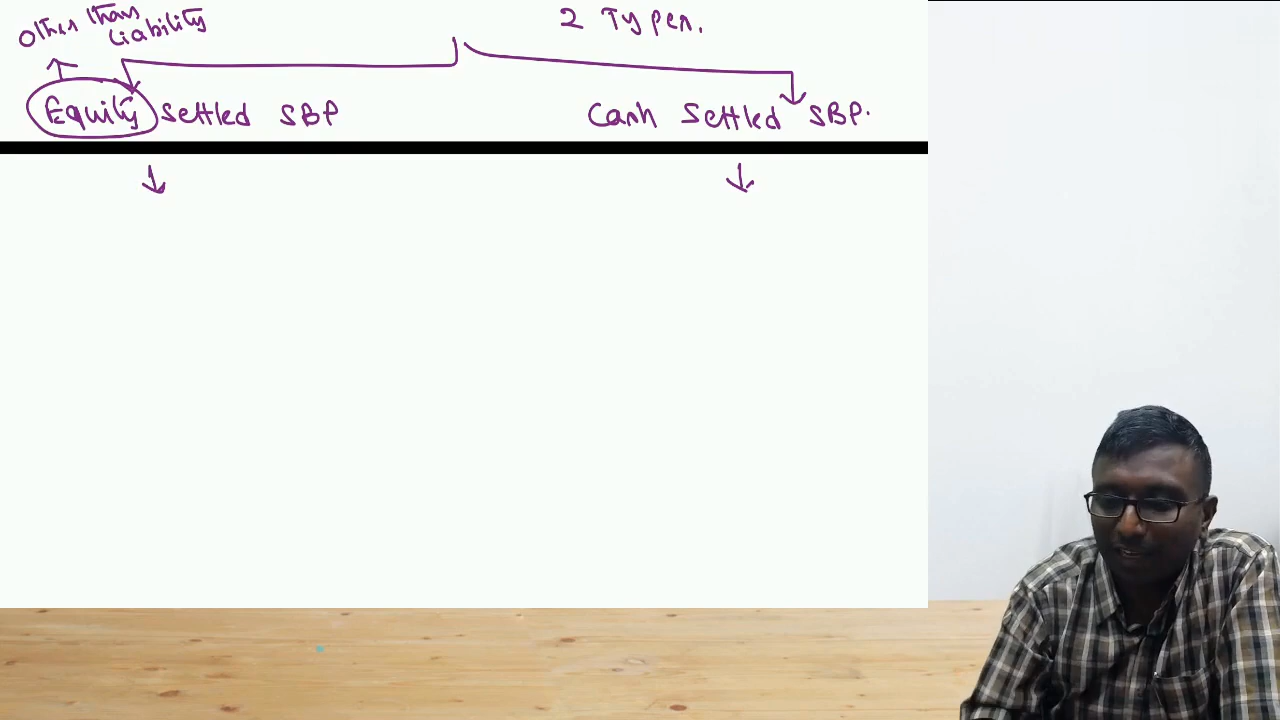 Other than
Liability
2 Types.
Equity Settled SBP
Cash Settled SBP.